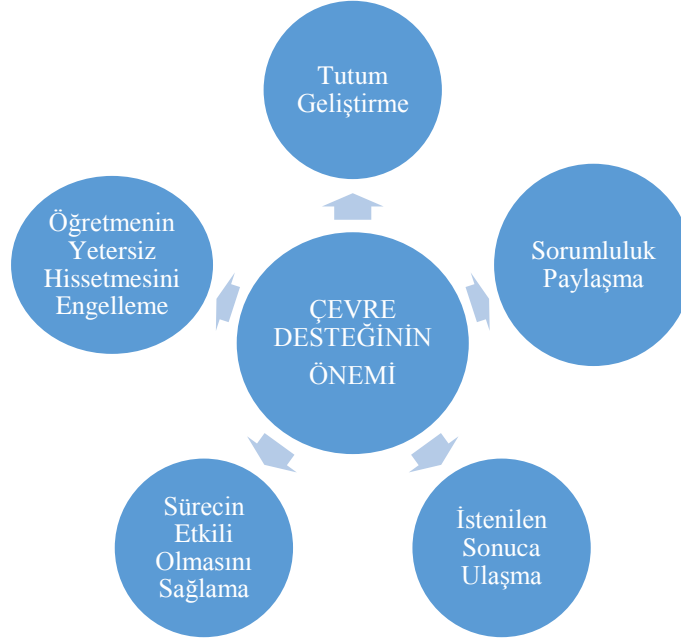 Tutum
Geliştirme
Öğretmenin
Yetersiz
Hissetmesini
Engelleme
Sorumluluk
Paylaşma
ÇEVRE
DESTEĞİNİN
ÖNEMİ
Sürecin
Etkili
Olmasını
Sağlama
İstenilen
Sonuca
Ulaşma